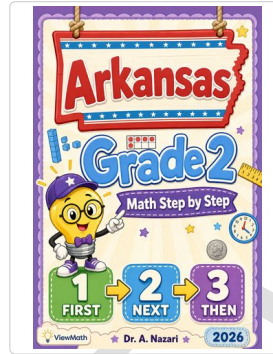 Arkansas
Grade 2
Math Step by Step
1 2 3
FIRST NEXT THEN
ViewMath Dr. A. Nazari 2026